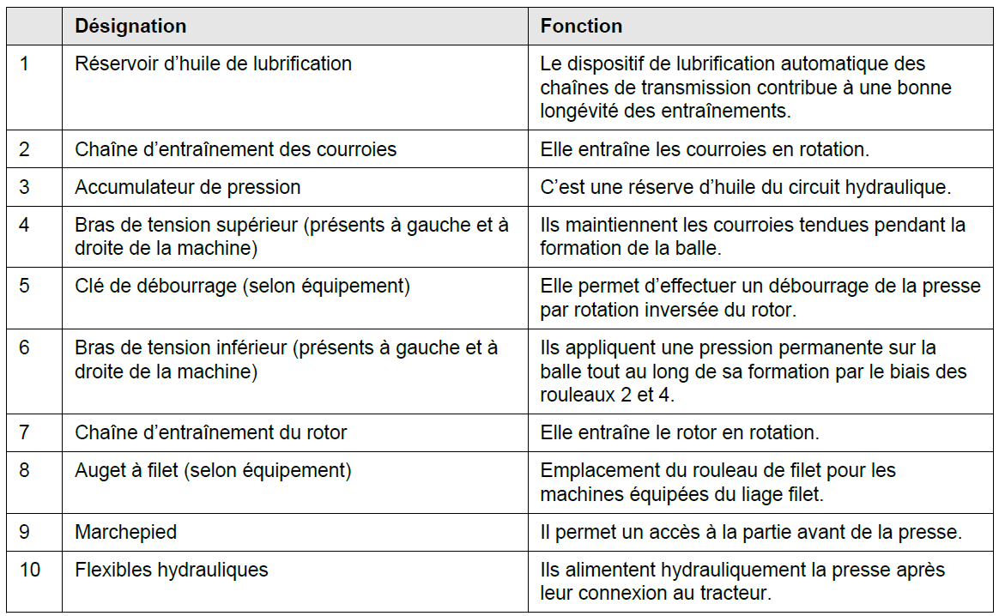 Désignation Fonction
1 Réservoir d’huile de lubrification Le dispositif de lubrification automatique des
chaînes de transmission contribue à une bonne
longévité des entraînements.
2 Chaîne d’entraînement des courroies Elle entraîne les courroies en rotation.
3 Accumulateur de pression C’est une réserve d’huile du circuit hydraulique.
4 Bras de tension supérieur (présents à gauche et à Ils maintiennent les courroies tendues pendant la
droite de la machine) formation de la balle.
5 Clé de débourrage (selon équipement) Elle permet d’effectuer un débourrage de la presse
par rotation inversée du rotor.
6 Bras de tension inférieur (présents à gauche et à Ils appliquent une pression permanente sur la
droite de la machine) balle tout au long de sa formation par le biais des
rouleaux 2 et 4.
7 Chaîne d’entraînement du rotor Elle entraîne le rotor en rotation.
8 Auget à filet (selon équipement) Emplacement du rouleau de filet pour les
machines équipées du liage filet.
9 Marchepied Il permet un accès à la partie avant de la presse.
10 Flexibles hydrauliques Ils alimentent hydrauliquement la presse après
leur connexion au tracteur.